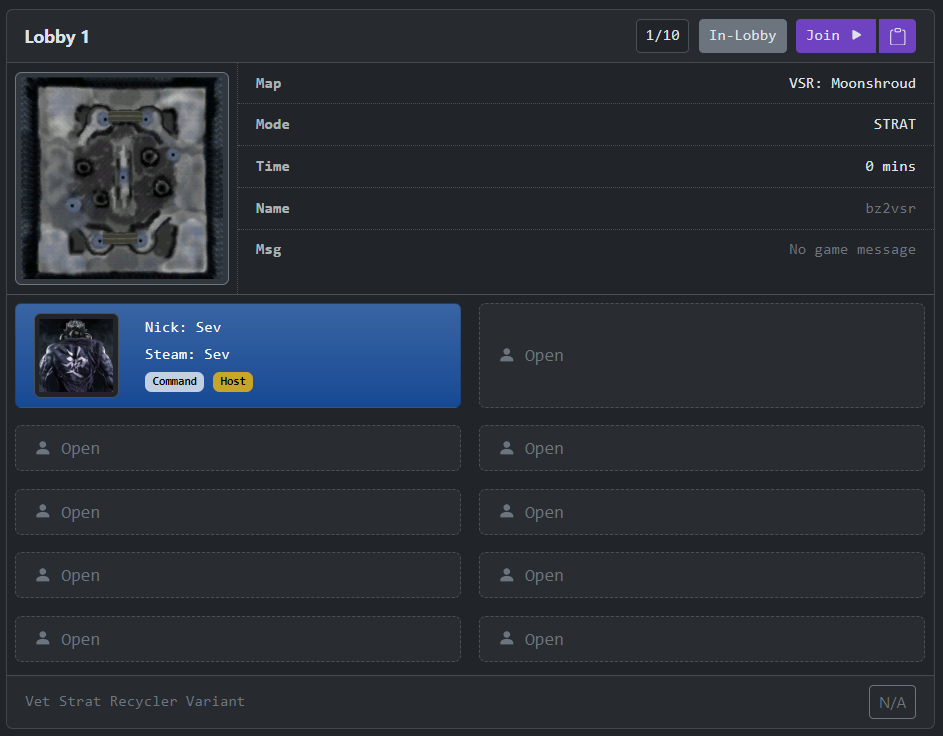 Lobby 1
1/10
In-Lobby
Join
Map
VSR: Moonshroud
Mode
STRAT
Time
0 mins
Name
bz2vsr
Msg
No game message
Nick: Sev
Steam: Sev
Command
Host
Open
Open
Open
Open
Open
Open
Open
Open
Open
Vet Strat Recycler Variant
N/A